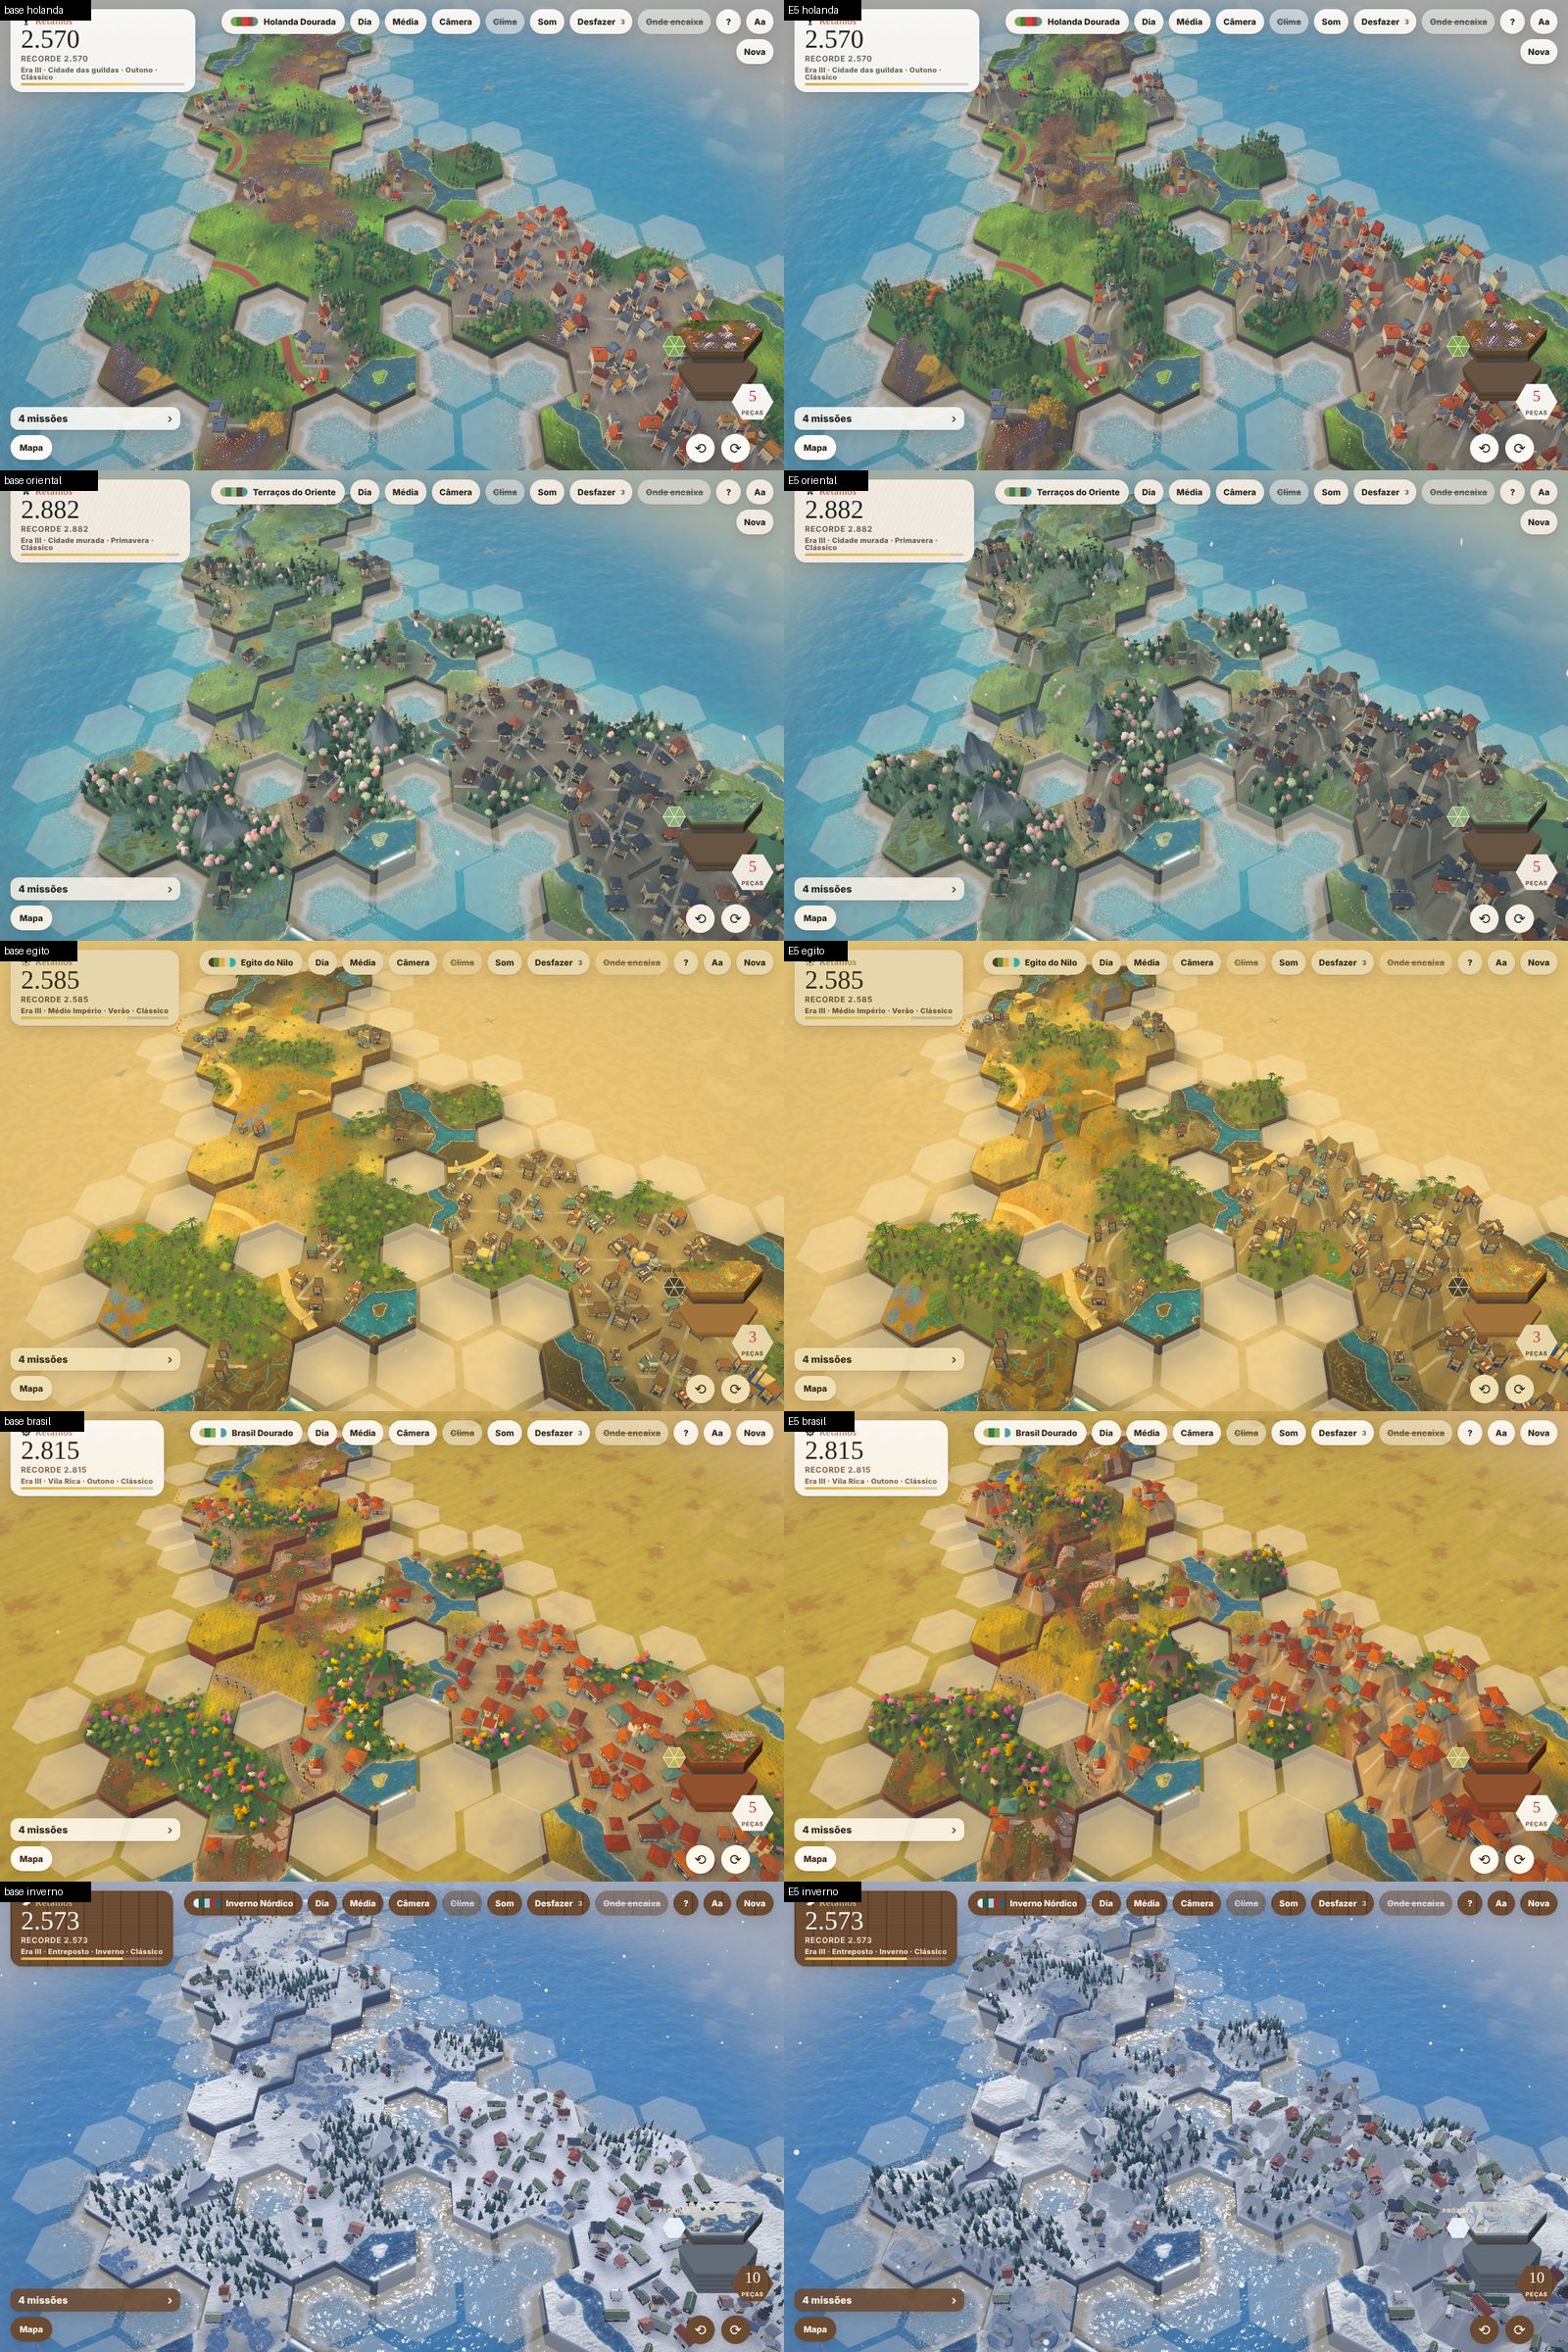 base holanda
Retalhos
2.570
RECORDE 2.570
Era III · Cidade das guildas · Outono ·
Clássico
Holanda Dourada Dia Média Câmera Clima Som Desfazer 3 Onde encaixa ? Aa
Nova
4 missões ›
Mapa
5
PEÇAS
E5 holanda
Retalhos
2.570
RECORDE 2.570
Era III · Cidade das guildas · Outono ·
Clássico
Holanda Dourada Dia Média Câmera Clima Som Desfazer 3 Onde encaixa ? Aa
Nova
4 missões ›
Mapa
5
PEÇAS
base oriental
Retalhos
2.882
RECORDE 2.882
Era III · Cidade murada · Primavera ·
Clássico
Terraços do Oriente Dia Média Câmera Clima Som Desfazer 3 Onde encaixa ? Aa
Nova
4 missões ›
Mapa
5
PEÇAS
E5 oriental
Retalhos
2.882
RECORDE 2.882
Era III · Cidade murada · Primavera ·
Clássico
Terraços do Oriente Dia Média Câmera Clima Som Desfazer 3 Onde encaixa ? Aa
Nova
4 missões ›
Mapa
5
PEÇAS
base egito
Retalhos
2.585
RECORDE 2.585
Era III · Médio Império · Verão · Clássico
Egito do Nilo Dia Média Câmera Clima Som Desfazer 3 Onde encaixa ? Aa Nova
4 missões ›
Mapa
3
PEÇAS
E5 egito
Retalhos
2.585
RECORDE 2.585
Era III · Médio Império · Verão · Clássico
Egito do Nilo Dia Média Câmera Clima Som Desfazer 3 Onde encaixa ? Aa Nova
4 missões ›
Mapa
3
PEÇAS
base brasil
Retalhos
2.815
RECORDE 2.815
Era III · Vila Rica · Outono · Clássico
Brasil Dourado Dia Média Câmera Clima Som Desfazer 3 Onde encaixa ? Aa Nova
4 missões ›
Mapa
5
PEÇAS
E5 brasil
Retalhos
2.815
RECORDE 2.815
Era III · Vila Rica · Outono · Clássico
Brasil Dourado Dia Média Câmera Clima Som Desfazer 3 Onde encaixa ? Aa Nova
4 missões ›
Mapa
5
PEÇAS
base inverno
Retalhos
2.573
RECORDE 2.573
Era III · Entreposto · Inverno · Clássico
Inverno Nórdico Dia Média Câmera Clima Som Desfazer 3 Onde encaixa ? Aa Nova
4 missões ›
Mapa
10
PEÇAS
E5 inverno
Retalhos
2.573
RECORDE 2.573
Era III · Entreposto · Inverno · Clássico
Inverno Nórdico Dia Média Câmera Clima Som Desfazer 3 Onde encaixa ? Aa Nova
4 missões ›
Mapa
10
PEÇAS